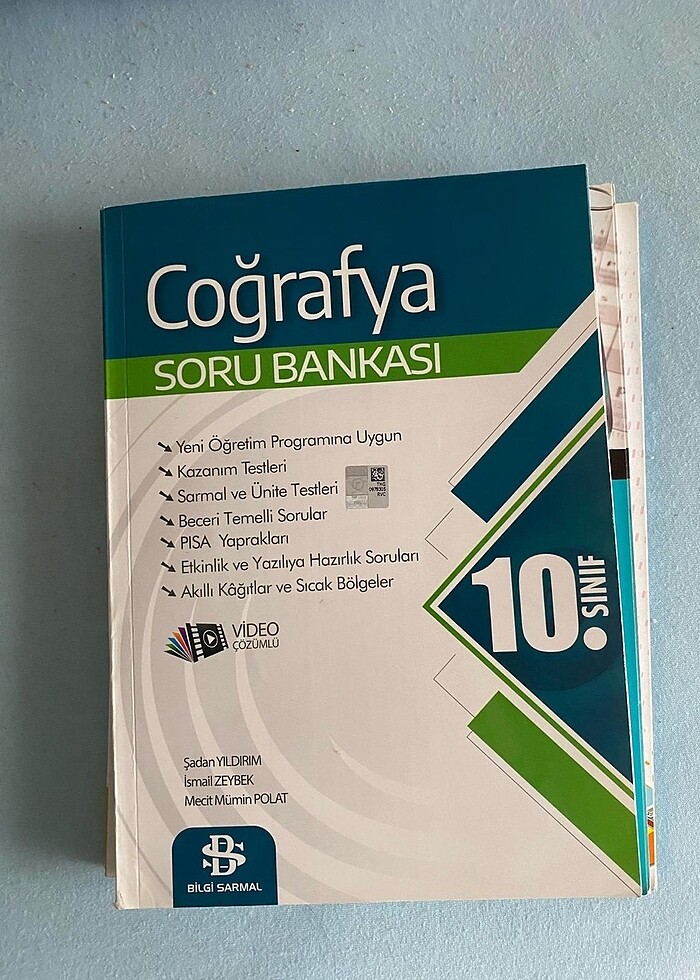 Coğrafya
SORU BANKASI
Yeni Öğretim Programına Uygun
Kazanım Testleri
Sarmal ve Ünite Testleri
Beceri Temelli Sorular
PISA Yaprakları
Etkinlik ve Yazılıya Hazırlık Soruları
Akıllı Kâğıtlar ve Sıcak Bölgeler
10. SINIF
VİDEO
ÇÖZÜMLÜ
Şadan YILDIRIM
İsmail ZEYBEK
Mecit Mümin POLAT
BİLGİ SARMAL